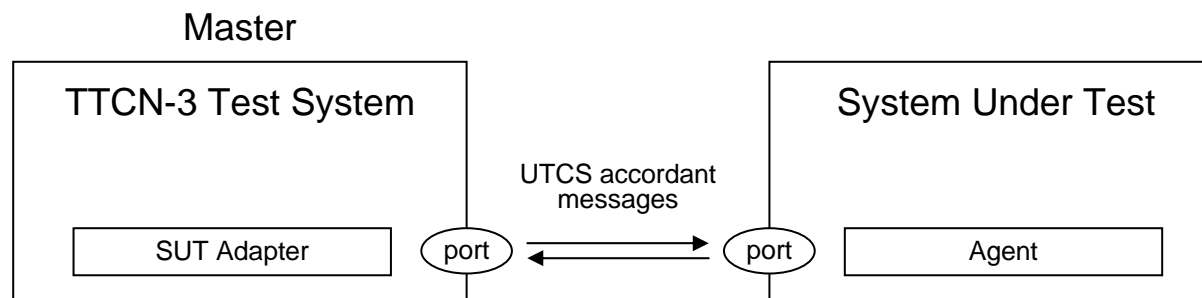 Master
TTCN-3 Test System
System Under Test
UTCS accordant
messages
SUT Adapter
port
port
Agent